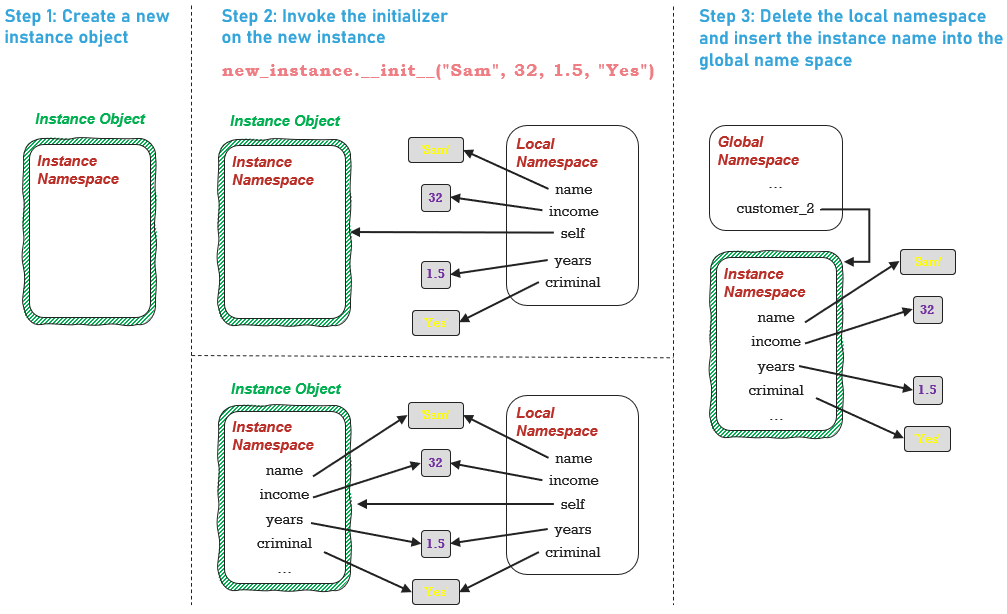 Step 1: Create a new
instance object
Instance Object
Instance
Namespace
Step 2: Invoke the initializer
on the new instance
new_instance.__init__("Sam", 32, 1.5, "Yes")
Instance Object
Instance
Namespace
'Sam'
32
1.5
'Yes'
Local
Namespace
name
income
self
years
criminal
Instance Object
Instance
Namespace
name
income
years
criminal
...
'Sam'
32
1.5
'Yes'
Local
Namespace
name
income
self
years
criminal
Step 3: Delete the local namespace
and insert the instance name into the
global name space
Global
Namespace
...
customer_2
Instance
Namespace
name
income
years
criminal
...
'Sam'
32
1.5
'Yes'